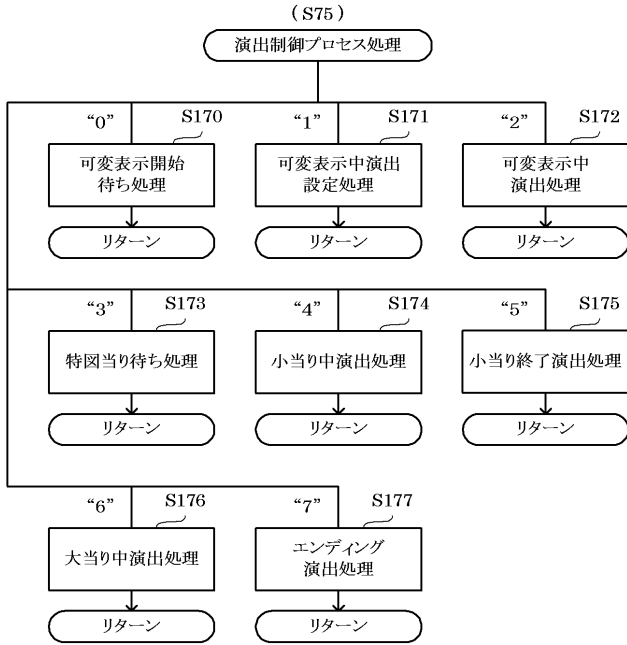 (S75)
演出制御プロセス処理
“0” S170
可変表示開始
待ち処理
リターン
“1” S171
可変表示中演出
設定処理
リターン
“2” S172
可変表示中
演出処理
リターン
“3” S173
特図当り待ち処理
リターン
“4” S174
小当り中演出処理
リターン
“5” S175
小当り終了演出処理
リターン
“6” S176
大当り中演出処理
リターン
“7” S177
エンディング
演出処理
リターン